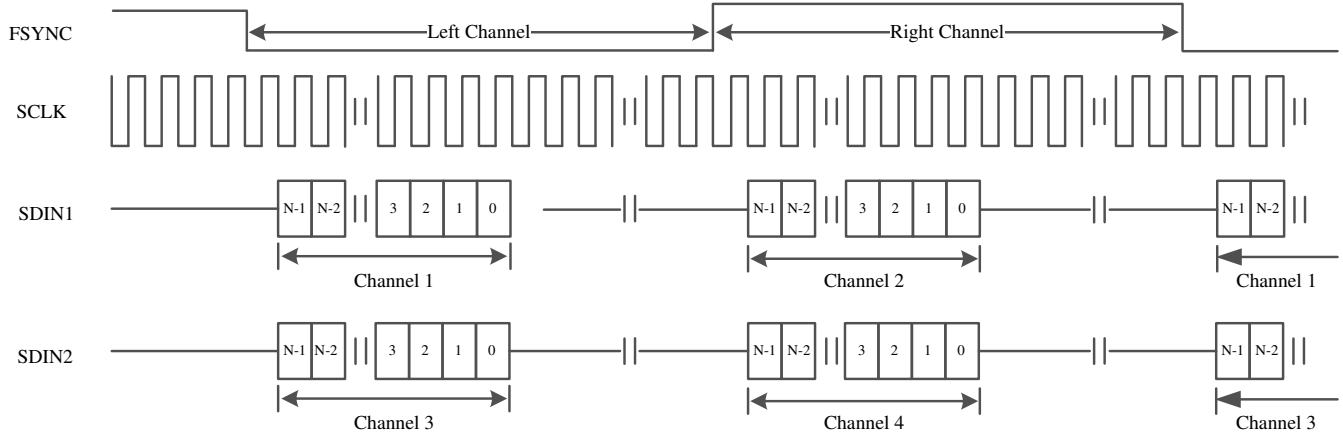 FSYNC
Left Channel
Right Channel
SCLK
SDIN1
N-1 N-2 3 2 1 0 N-1 N-2 3 2 1 0 N-1 N-2
Channel 1 Channel 2 Channel 1
SDIN2
N-1 N-2 3 2 1 0 N-1 N-2 3 2 1 0 N-1 N-2
Channel 3 Channel 4 Channel 3